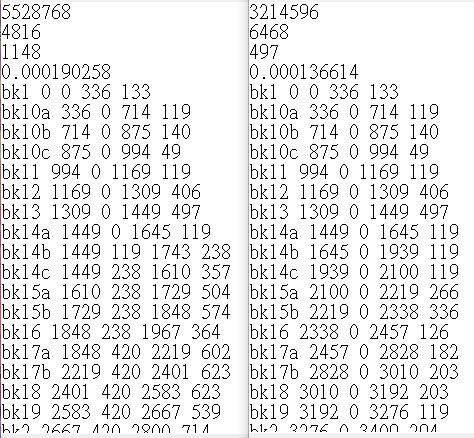 5528768
4816
1148
0.000190258
bk1 0 0 336 133
bk10a 336 0 714 119
bk10b 714 0 875 140
bk10c 875 0 994 49
bk11 994 0 1169 119
bk12 1169 0 1309 406
bk13 1309 0 1449 497
bk14a 1449 0 1645 119
bk14b 1449 119 1743 238
bk14c 1449 238 1610 357
bk15a 1610 238 1729 504
bk15b 1729 238 1848 574
bk16 1848 238 1967 364
bk17a 1848 420 2219 602
bk17b 2219 420 2401 623
bk18 2401 420 2583 623
bk19 2583 420 2667 539
bk2 2667 420 2800 714
3214596
6468
497
0.000136614
bk1 0 0 336 133
bk10a 336 0 714 119
bk10b 714 0 875 140
bk10c 875 0 994 49
bk11 994 0 1169 119
bk12 1169 0 1309 406
bk13 1309 0 1449 497
bk14a 1449 0 1645 119
bk14b 1645 0 1939 119
bk14c 1939 0 2100 119
bk15a 2100 0 2219 266
bk15b 2219 0 2338 336
bk16 2338 0 2457 126
bk17a 2457 0 2828 182
bk17b 2828 0 3010 203
bk18 3010 0 3192 203
bk19 3192 0 3276 119
bk2 3276 0 3409 294